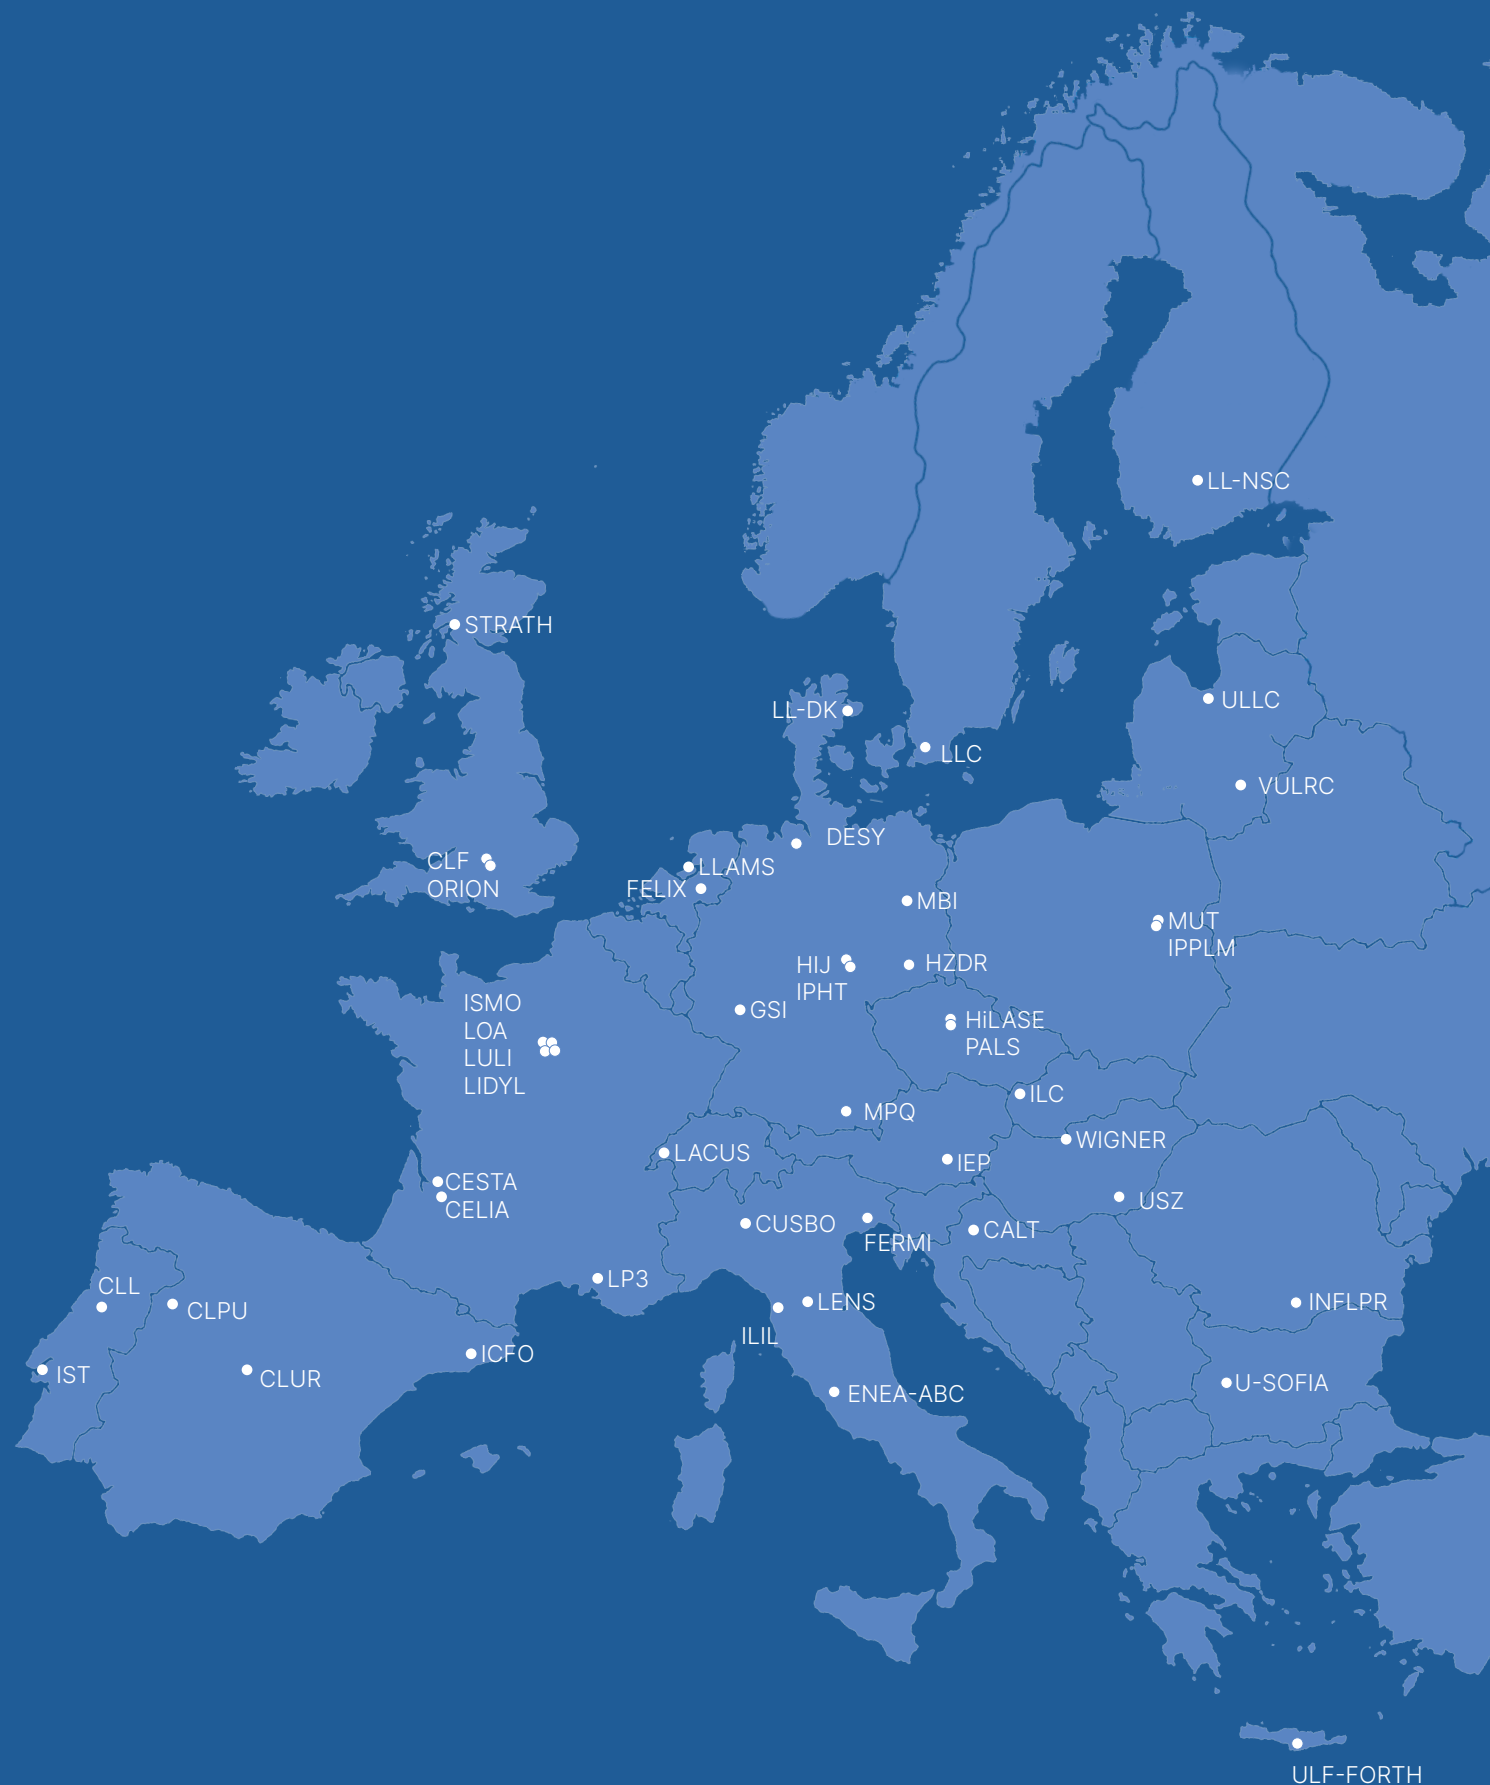 LL-NSC
STRATH
ULLC
LL-DK
LLC
VULRC
DESY
CLF
ORION
LLAMS
FELIX
MBI
MUT
IPPLM
HIJ
IPHT
HZDR
ISMO
LOA
LULI
LIDYL
GSI
HiLASE
PALS
ILC
MPQ
WIGNER
LACUS
IEP
CESTA
CELIA
USZ
CUSBO
FERMI
CALT
LP3
CLL
CLPU
LENS
INFLPR
ILIL
ICFO
IST
CLUR
U-SOFIA
ENEA-ABC
ULF-FORTH